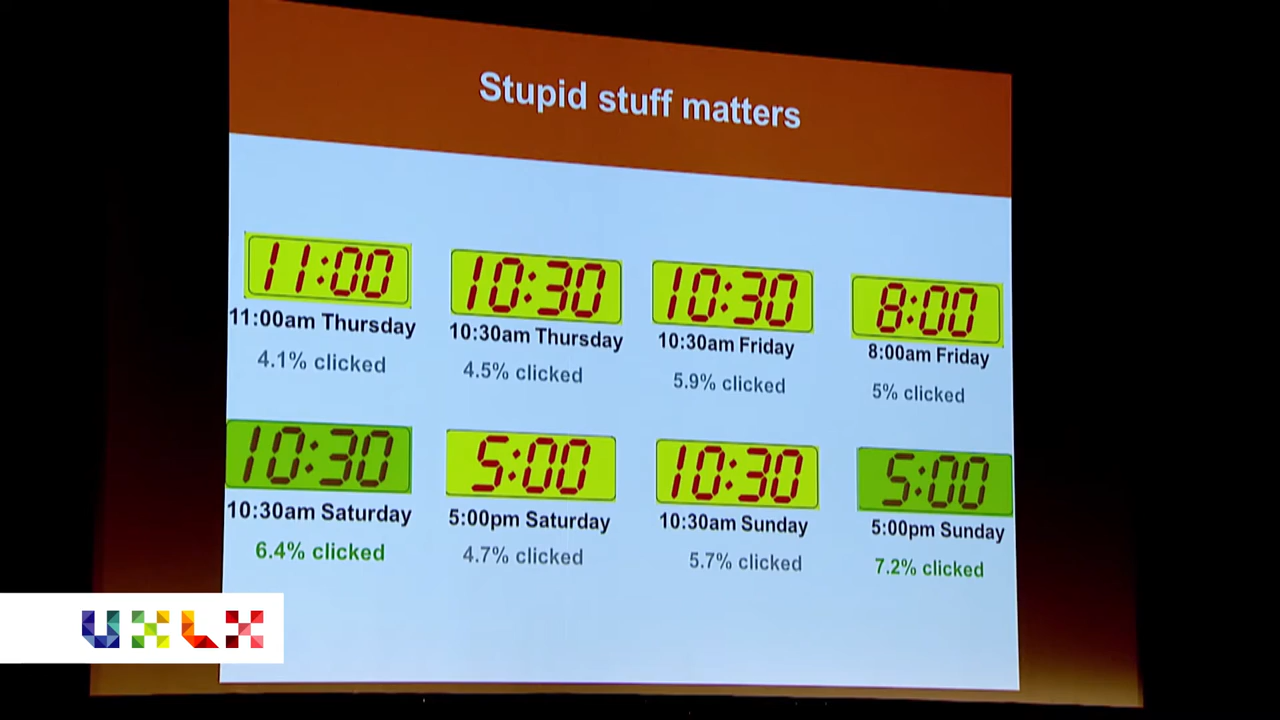 Stupid stuff matters
11:00 10:30 10:30 8:00
11:00am Thursday 10:30am Thursday 10:30am Friday 8:00am Friday
4.1% clicked 4.5% clicked 5.9% clicked 5% clicked
10:30 5:00 10:30 5:00
10:30am Saturday 5:00pm Saturday 10:30am Sunday 5:00pm Sunday
6.4% clicked 4.7% clicked 5.7% clicked 7.2% clicked
UXLX